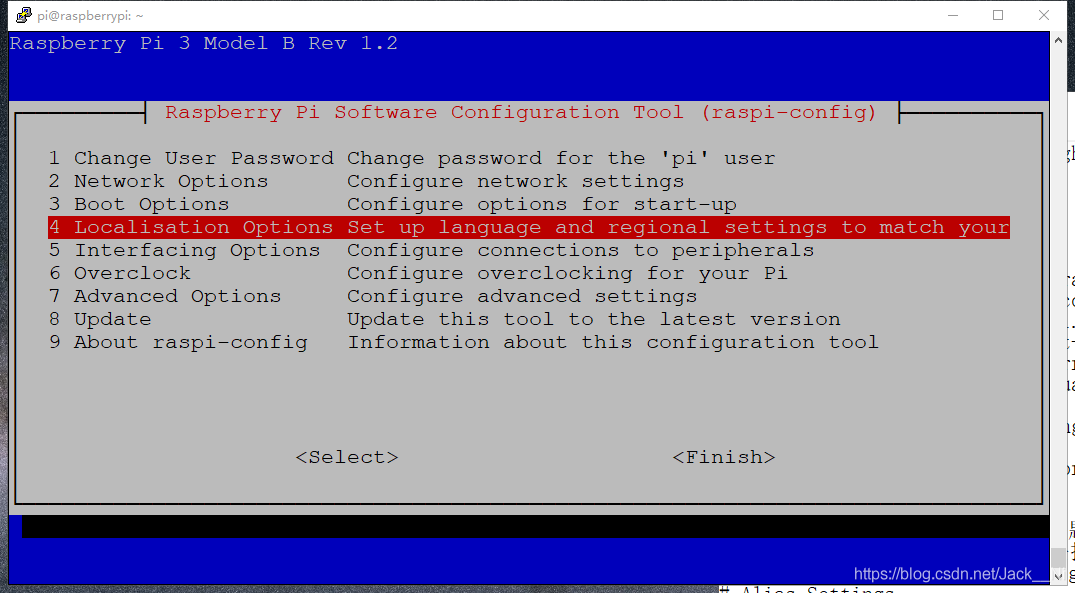 pi@raspberrypi: ~
Raspberry Pi 3 Model B Rev 1.2
Raspberry Pi Software Configuration Tool (raspi-config)
1 Change User Password Change password for the 'pi' user
2 Network Options Configure network settings
3 Boot Options Configure options for start-up
4 Localisation Options Set up language and regional settings to match your
5 Interfacing Options Configure connections to peripherals
6 Overclock Configure overclocking for your Pi
7 Advanced Options Configure advanced settings
8 Update Update this tool to the latest version
9 About raspi-config Information about this configuration tool
<Select> <Finish>
https://blog.csdn.net/Jack__
# Alias Settings